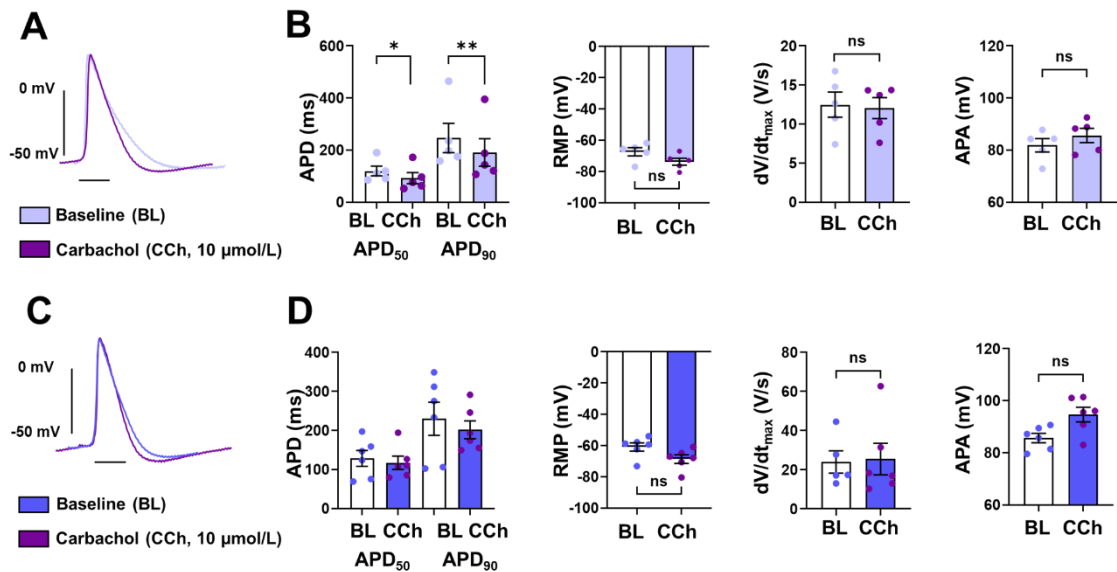 A
0 mV
-50 mV
Baseline (BL)
Carbachol (CCh, 10 μmol/L)
B
APD (ms)
600
400
200
0
* **
BL CCh BL CCh
APD50 APD90
RMP (mV)
0
-20
-40
-60
-80
-100
ns
BL CCh
dV/dtmax (V/s)
20
15
10
5
0
ns
BL CCh
APA (mV)
120
100
80
60
ns
BL CCh
C
0 mV
-50 mV
Baseline (BL)
Carbachol (CCh, 10 μmol/L)
D
APD (ms)
400
300
200
100
0
BL CCh BL CCh
APD50 APD90
RMP (mV)
0
-20
-40
-60
-80
-100
ns
BL CCh
dV/dtmax (V/s)
80
60
40
20
0
ns
BL CCh
APA (mV)
120
100
80
60
ns
BL CCh